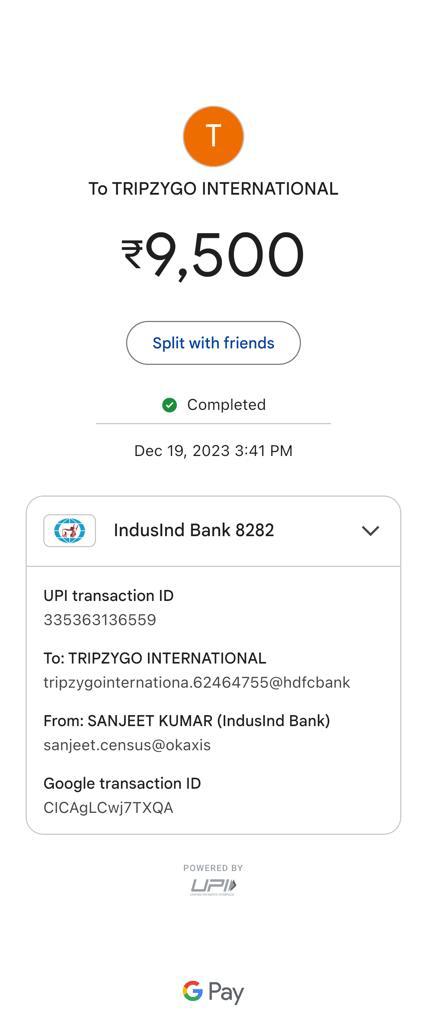 T
To TRIPZYGO INTERNATIONAL
₹9,500
Split with friends
Completed
Dec 19, 2023 3:41 PM
IndusInd Bank 8282
UPI transaction ID
335363136559
To: TRIPZYGO INTERNATIONAL
tripzygointernationa.62464755@hdfcbank
From: SANJEET KUMAR (IndusInd Bank)
sanjeet.census@okaxis
Google transaction ID
CICAgLCwj7TXQA
POWERED BY
UPI
G Pay